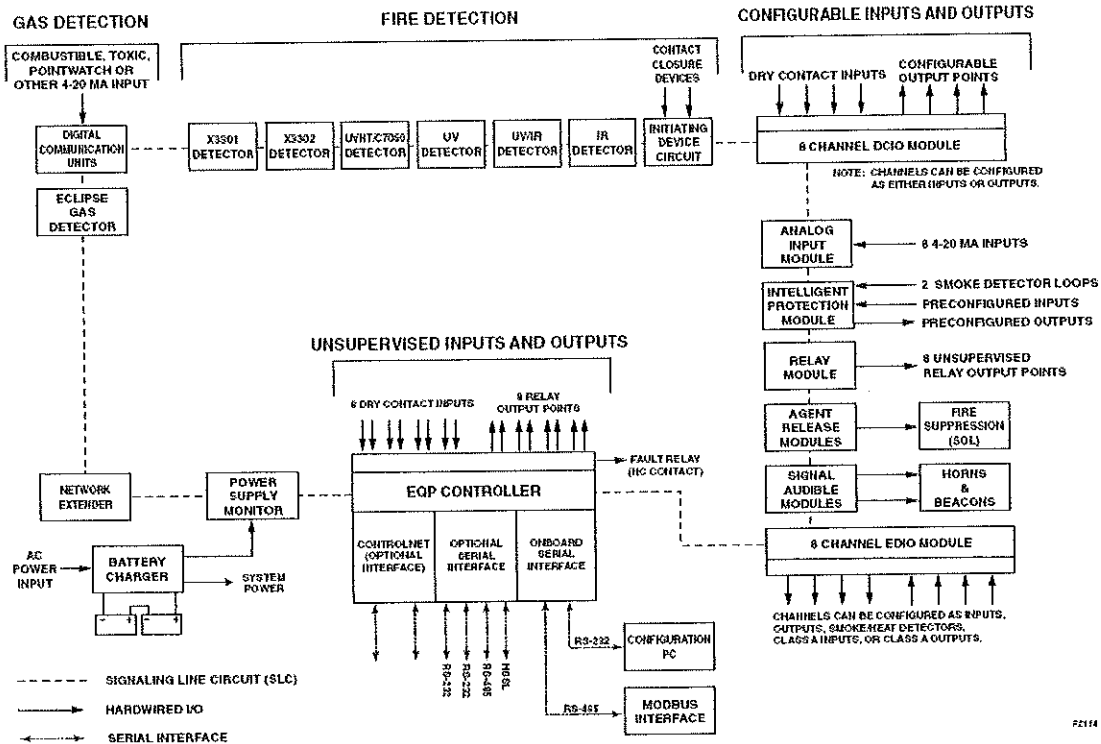 GAS DETECTION
FIRE DETECTION
CONFIGURABLE INPUTS AND OUTPUTS
COMBUSTIBLE, TOXIC,
POINTWATCH OR
OTHER 4-20 MA INPUT
CONTACT
CLOSURE
DEVICES
DRY CONTACT INPUTS
CONFIGURABLE
OUTPUT POINTS
DIGITAL
COMMUNICATION
UNITS
X3301
DETECTOR
X3302
DETECTOR
UVHT/C7050
DETECTOR
UV
DETECTOR
UV/IR
DETECTOR
IR
DETECTOR
INITIATING
DEVICE
CIRCUIT
8 CHANNEL DCIO MODULE
NOTE: CHANNELS CAN BE CONFIGURED
AS EITHER INPUTS OR OUTPUTS.
ECLIPSE
GAS
DETECTOR
ANALOG
INPUT
MODULE
8 4-20 MA INPUTS
INTELLIGENT
PROTECTION
MODULE
2 SMOKE DETECTOR LOOPS
PRECONFIGURED INPUTS
PRECONFIGURED OUTPUTS
UNSUPERVISED INPUTS AND OUTPUTS
RELAY
MODULE
8 UNSUPERVISED
RELAY OUTPUT POINTS
8 DRY CONTACT INPUTS
8 RELAY
OUTPUT POINTS
AGENT
RELEASE
MODULES
FIRE
SUPPRESSION
(SOL)
FAULT RELAY
(NC CONTACT)
NETWORK
EXTENDER
POWER
SUPPLY
MONITOR
EQP CONTROLLER
SIGNAL
AUDIBLE
MODULES
HORNS
&
BEACONS
CONTROLNET
(OPTIONAL
INTERFACE)
OPTIONAL
SERIAL
INTERFACE
ONBOARD
SERIAL
INTERFACE
8 CHANNEL EDIO MODULE
AC
POWER
INPUT
BATTERY
CHARGER
SYSTEM
POWER
- +
- +
CHANNELS CAN BE CONFIGURED AS INPUTS,
OUTPUTS, SMOKE/HEAT DETECTORS,
CLASS A INPUTS, OR CLASS A OUTPUTS.
RS-232
RS-232
RS-485
HSSL
RS-232
CONFIGURATION
PC
RS-485
MODBUS
INTERFACE
SIGNALING LINE CIRCUIT (SLC)
HARDWIRED I/O
SERIAL INTERFACE